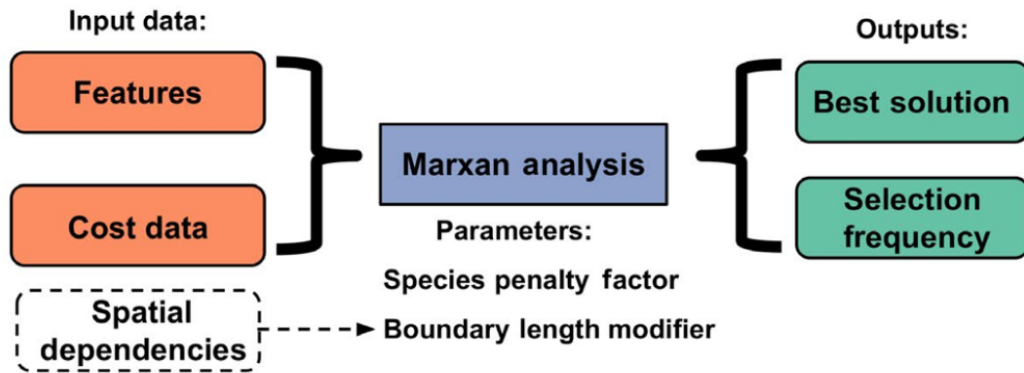 Input data:
Features
Cost data
Spatial
dependencies
Marxan analysis
Parameters:
Species penalty factor
Boundary length modifier
Outputs:
Best solution
Selection
frequency